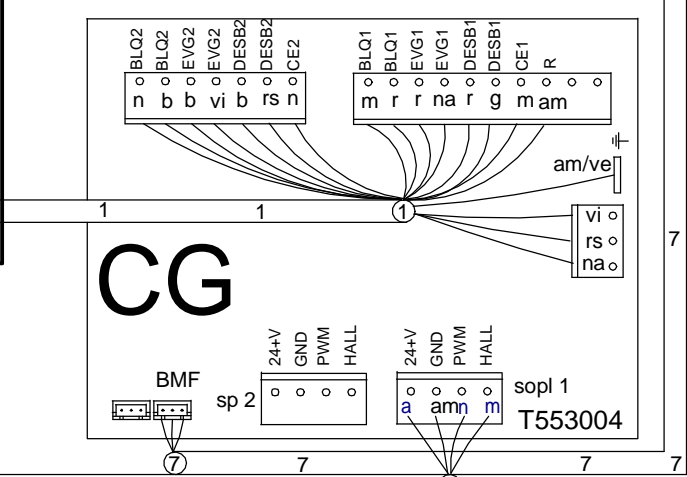 BLQ2 BLQ2 EVG2 EVG2 DESB2 DESB2 CE2
n b b vi b rs n
BLQ1 BLQ1 EVG1 EVG1 DESB1 DESB1 CE1 R
m r r na r g m am
am/ve
1 1 1
vi
rs
na
7
CG
24+V GND PWM HALL
sp 2
24+V GND PWM HALL
a am n m
sopl 1
T553004
BMF
7 7 7 7